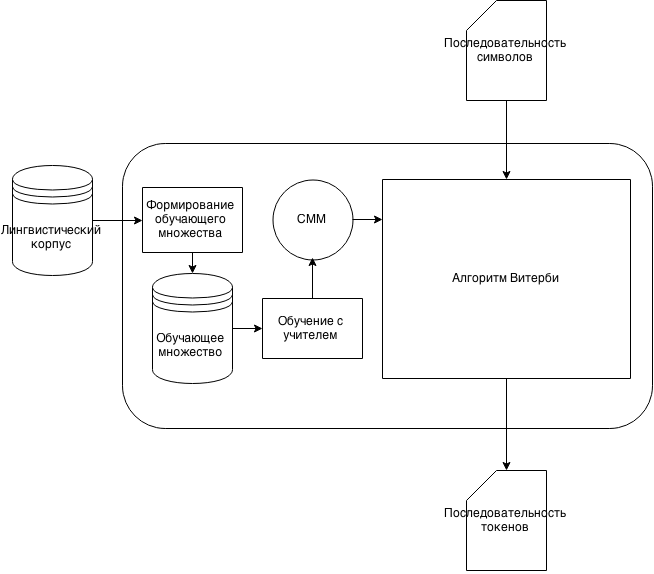 Последовательность
символов
Лингвистический
корпус
Формирование
обучающего
множества
СММ
Алгоритм Витерби
Обучающее
множество
Обучение с
учителем
Последовательность
токенов